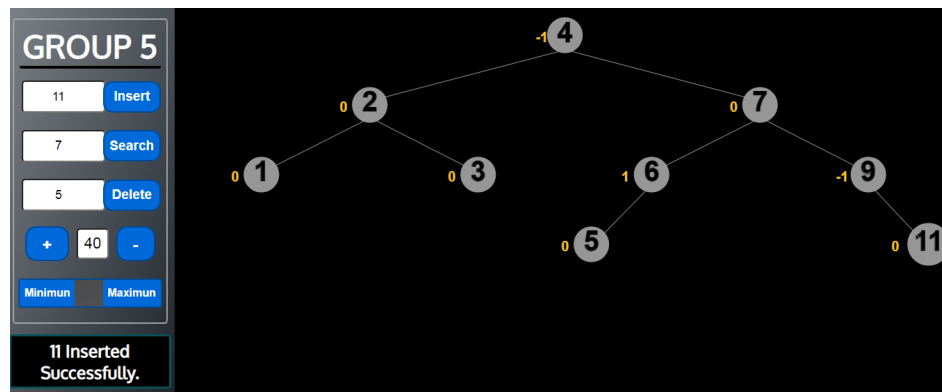 GROUP 5
11 Insert
7 Search
5 Delete
+ 40 -
Minimun Maximun
11 Inserted
Successfully.
-1 4
0 2 0 7
0 1 0 3 1 6 -1 9
0 5 0 11